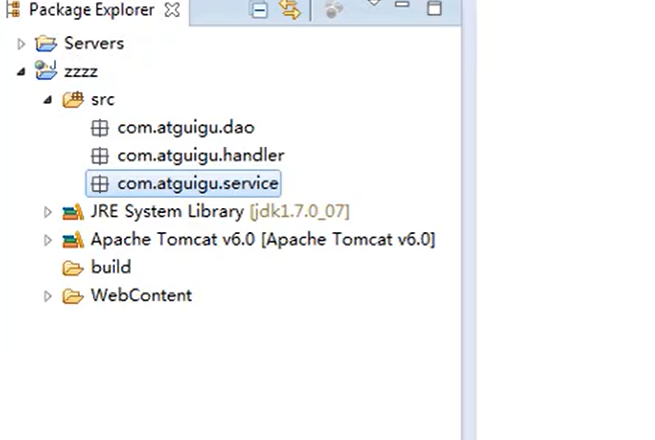 Package Explorer
Servers
zzzz
src
com.atguigu.dao
com.atguigu.handler
com.atguigu.service
JRE System Library [jdk1.7.0_07]
Apache Tomcat v6.0 [Apache Tomcat v6.0]
build
WebContent